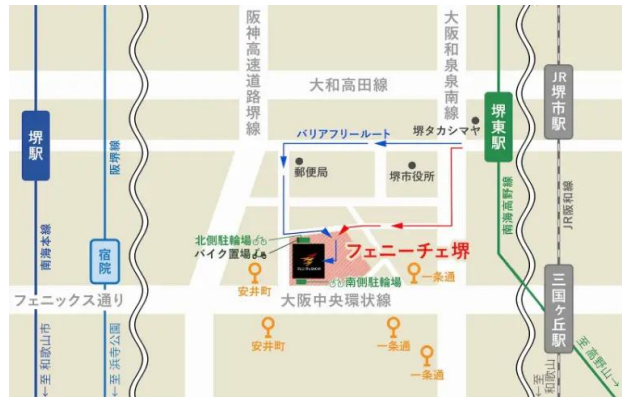 阪神高速道路堺線
大阪和泉泉南線
大和高田線
JR堺市駅
堺東駅
堺駅
阪堺線
バリアフリールート
堺タカシマヤ
郵便局
堺市役所
南海高野線
JR阪和線
北側駐輪場
バイク置場
フェニーチェ堺
南海本線
宿院
安井町
南側駐輪場
一条通
フェニックス通り
大阪中央環状線
三国ヶ丘駅
安井町
一条通
一条通
←至 和歌山市
←至 浜寺公園
←至 和歌山
至 高野山→